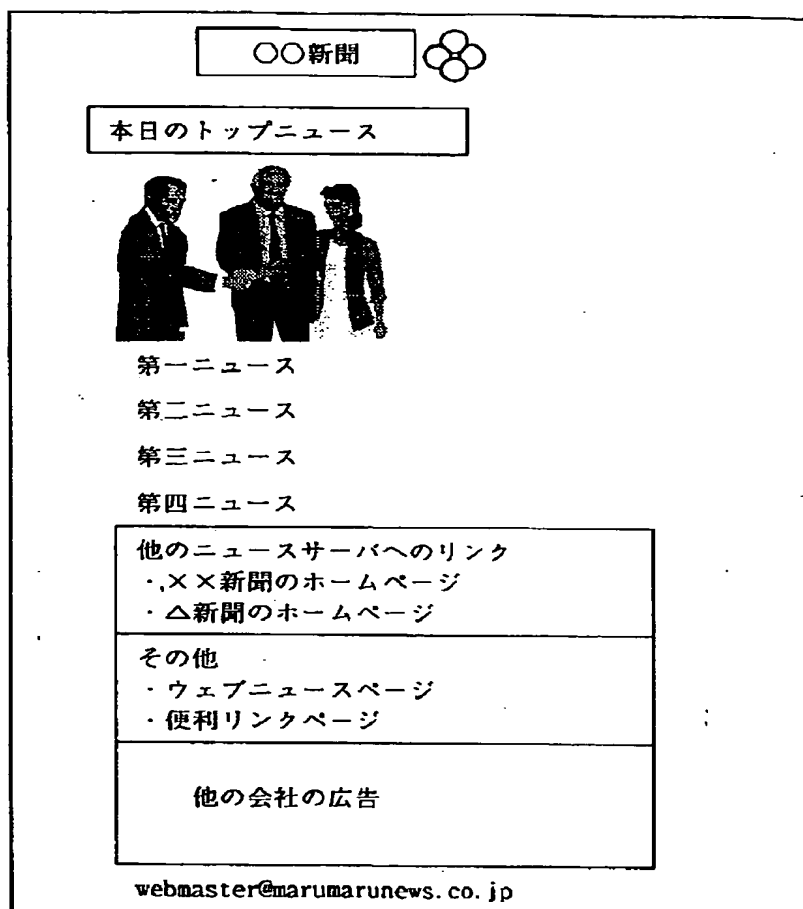 ○○新聞
本日のトップニュース
第一ニュース
第二ニュース
第三ニュース
第四ニュース
他のニュースサーバへのリンク
・××新聞のホームページ
・△新聞のホームページ
その他
・ウェブニュースページ
・便利リンクページ
他の会社の広告
webmaster@marumarunews.co.jp